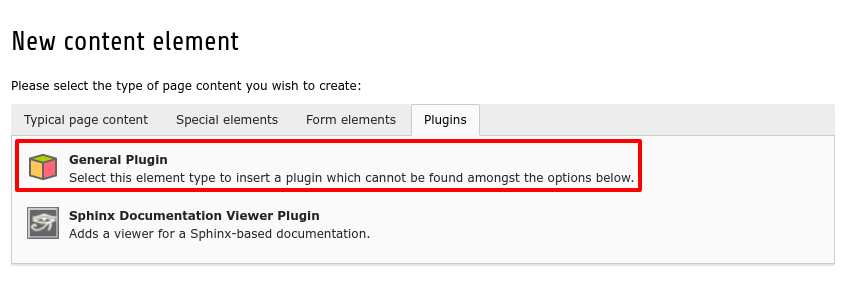 New content element
Please select the type of page content you wish to create:
Typical page content Special elements Form elements Plugins
General Plugin
Select this element type to insert a plugin which cannot be found amongst the options below.
Sphinx Documentation Viewer Plugin
Adds a viewer for a Sphinx-based documentation.